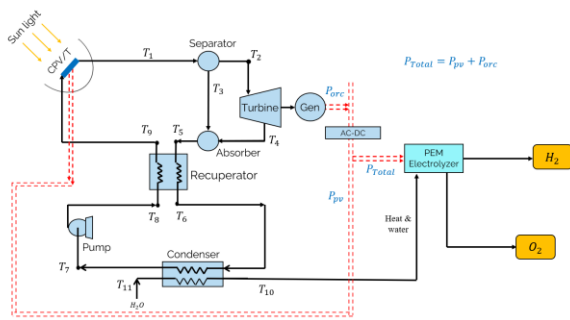 Sun light
CPV/T
T₁
Separator
T₂
T₃
P_Total = P_pv + P_orc
Turbine
Gen
P_orc
T₄
AC-DC
T₉
T₅
Absorber
Recuperator
PEM
Electrolyzer
H₂
P_Total
T₈
T₆
P_pv
Heat &
water
Pump
Condenser
O₂
T₇
T₁₁
H₂O
T₁₀